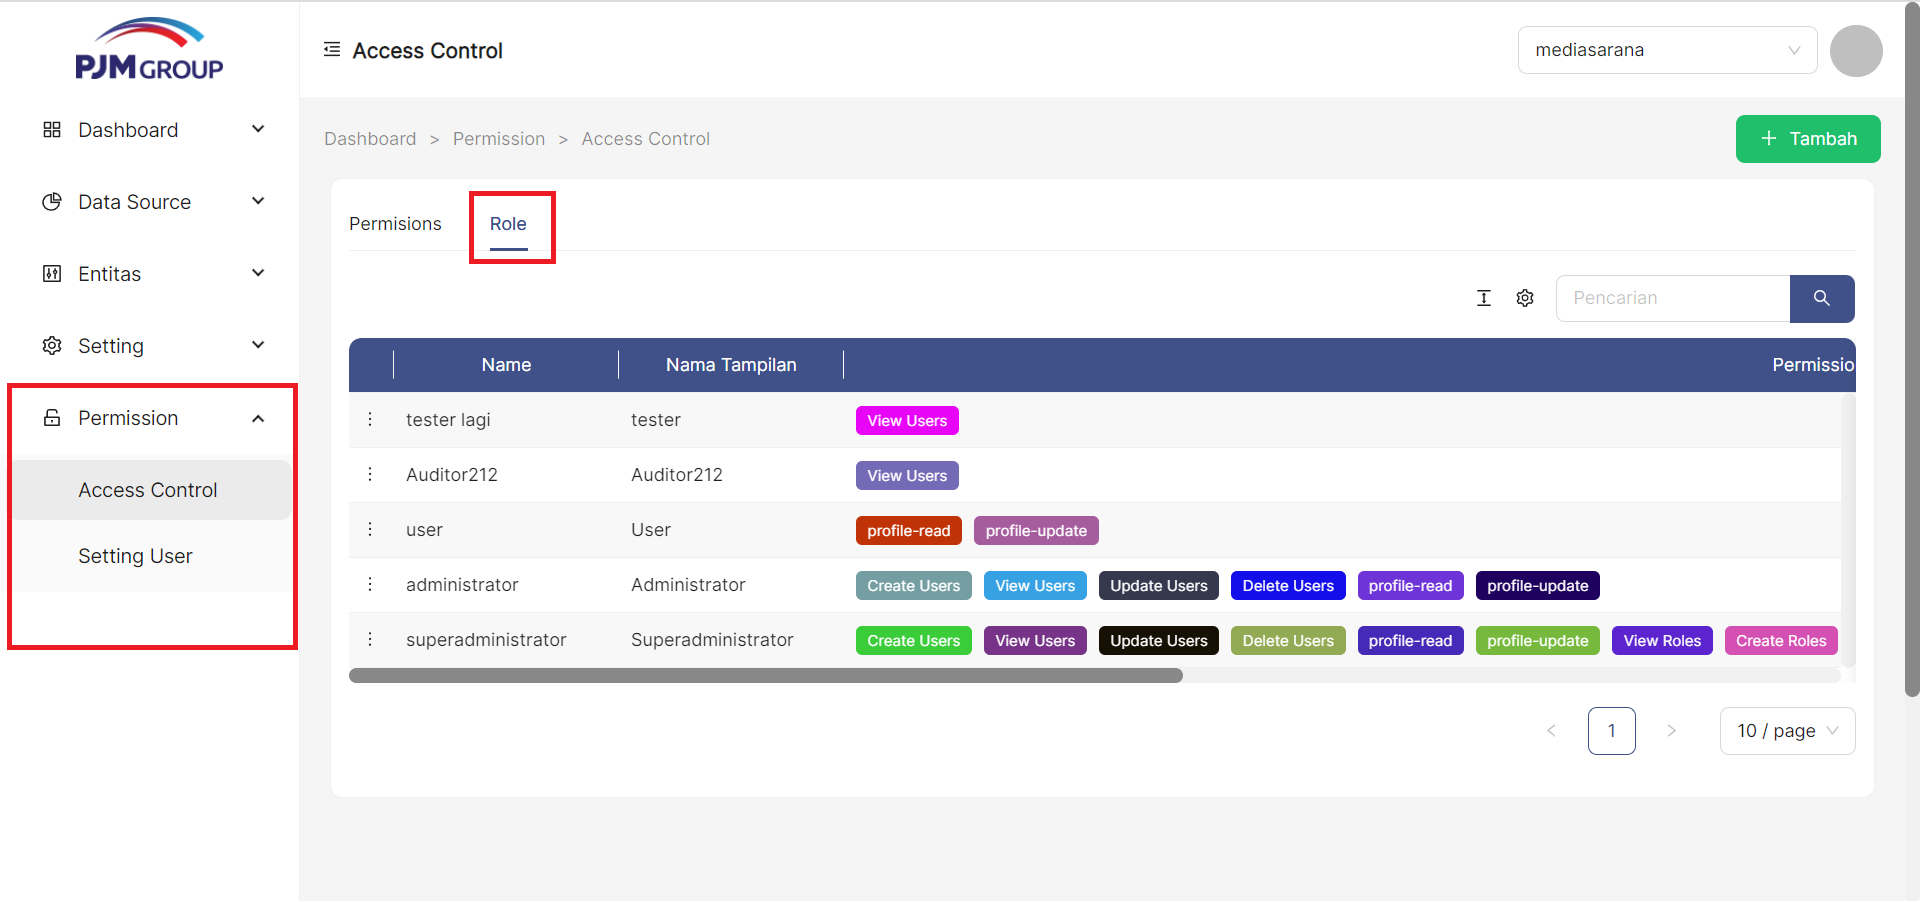 PJM GROUP
Dashboard
Data Source
Entitas
Setting
Permission
Access Control
Setting User
Access Control
mediasarana
Dashboard > Permission > Access Control
+ Tambah
Permisions Role
Pencarian
Name Nama Tampilan Permissio
tester lagi tester View Users
Auditor212 Auditor212 View Users
user User profile-read profile-update
administrator Administrator Create Users View Users Update Users Delete Users profile-read profile-update
superadministrator Superadministrator Create Users View Users Update Users Delete Users profile-read profile-update View Roles Create Roles
< 1 > 10 / page